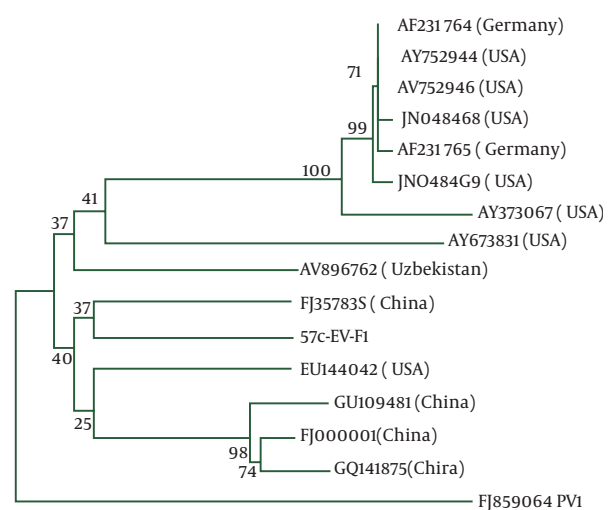 AF231764 (Germany)
AY752944 (USA)
71
AV752946 (USA)
JN048468 (USA)
99
AF231765 ( Germany)
100
JNO484G9 ( USA)
41
AY373067 ( USA)
37
AY673831 (USA)
AV896762 ( Uzbekistan)
37
FJ35783S ( China)
57c-EV-F1
40
EU144042 ( USA)
GU109481 (China)
25
FJ000001(China)
98
74
GQ141875(Chira)
FJ859064 PV1